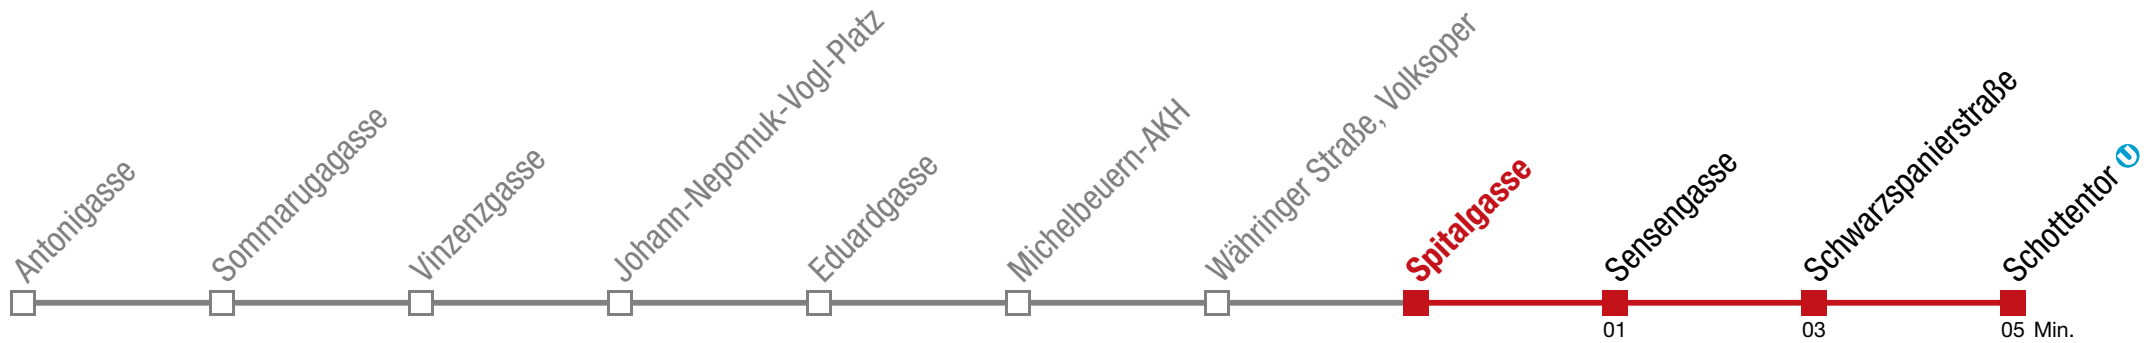 Antonigasse
Sommarugagasse
Vinzenzgasse
Johann-Nepomuk-Vogl-Platz
Eduardgasse
Michelbeuern-AKH
Währinger Straße, Volksoper
Spitalgasse
Sensengasse
Schwarzspanierstraße
Schottentor U
01 03 05 Min.